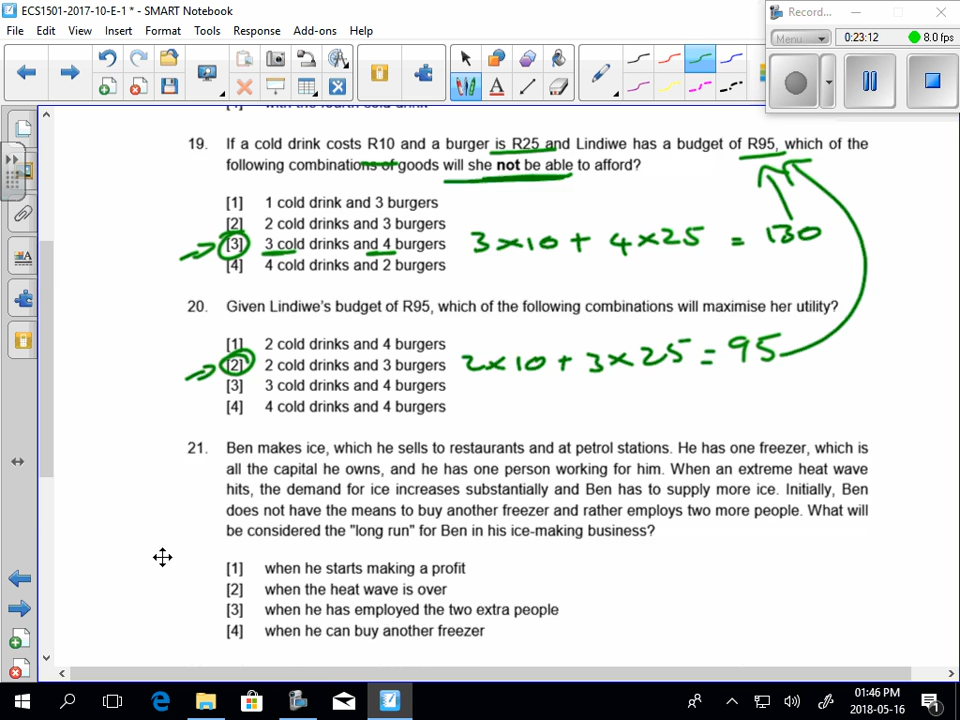 ECS1501-2017-10-E-1 * - SMART Notebook
File Edit View Insert Format Tools Response Add-ons Help
Record...
Menu
0:23:12
8.0 fps
19. If a cold drink costs R10 and a burger is R25 and Lindiwe has a budget of R95, which of the
following combinations of goods will she not be able to afford?
[1] 1 cold drink and 3 burgers
[2] 2 cold drinks and 3 burgers
[3] 3 cold drinks and 4 burgers 3 x 10 + 4 x 25 = 130
[4] 4 cold drinks and 2 burgers
20. Given Lindiwe's budget of R95, which of the following combinations will maximise her utility?
[1] 2 cold drinks and 4 burgers
[2] 2 cold drinks and 3 burgers 2 x 10 + 3 x 25 = 95
[3] 3 cold drinks and 4 burgers
[4] 4 cold drinks and 4 burgers
21. Ben makes ice, which he sells to restaurants and at petrol stations. He has one freezer, which is
all the capital he owns, and he has one person working for him. When an extreme heat wave
hits, the demand for ice increases substantially and Ben has to supply more ice. Initially, Ben
does not have the means to buy another freezer and rather employs two more people. What will
be considered the "long run" for Ben in his ice-making business?
[1] when he starts making a profit
[2] when the heat wave is over
[3] when he has employed the two extra people
[4] when he can buy another freezer
01:46 PM
2018-05-16